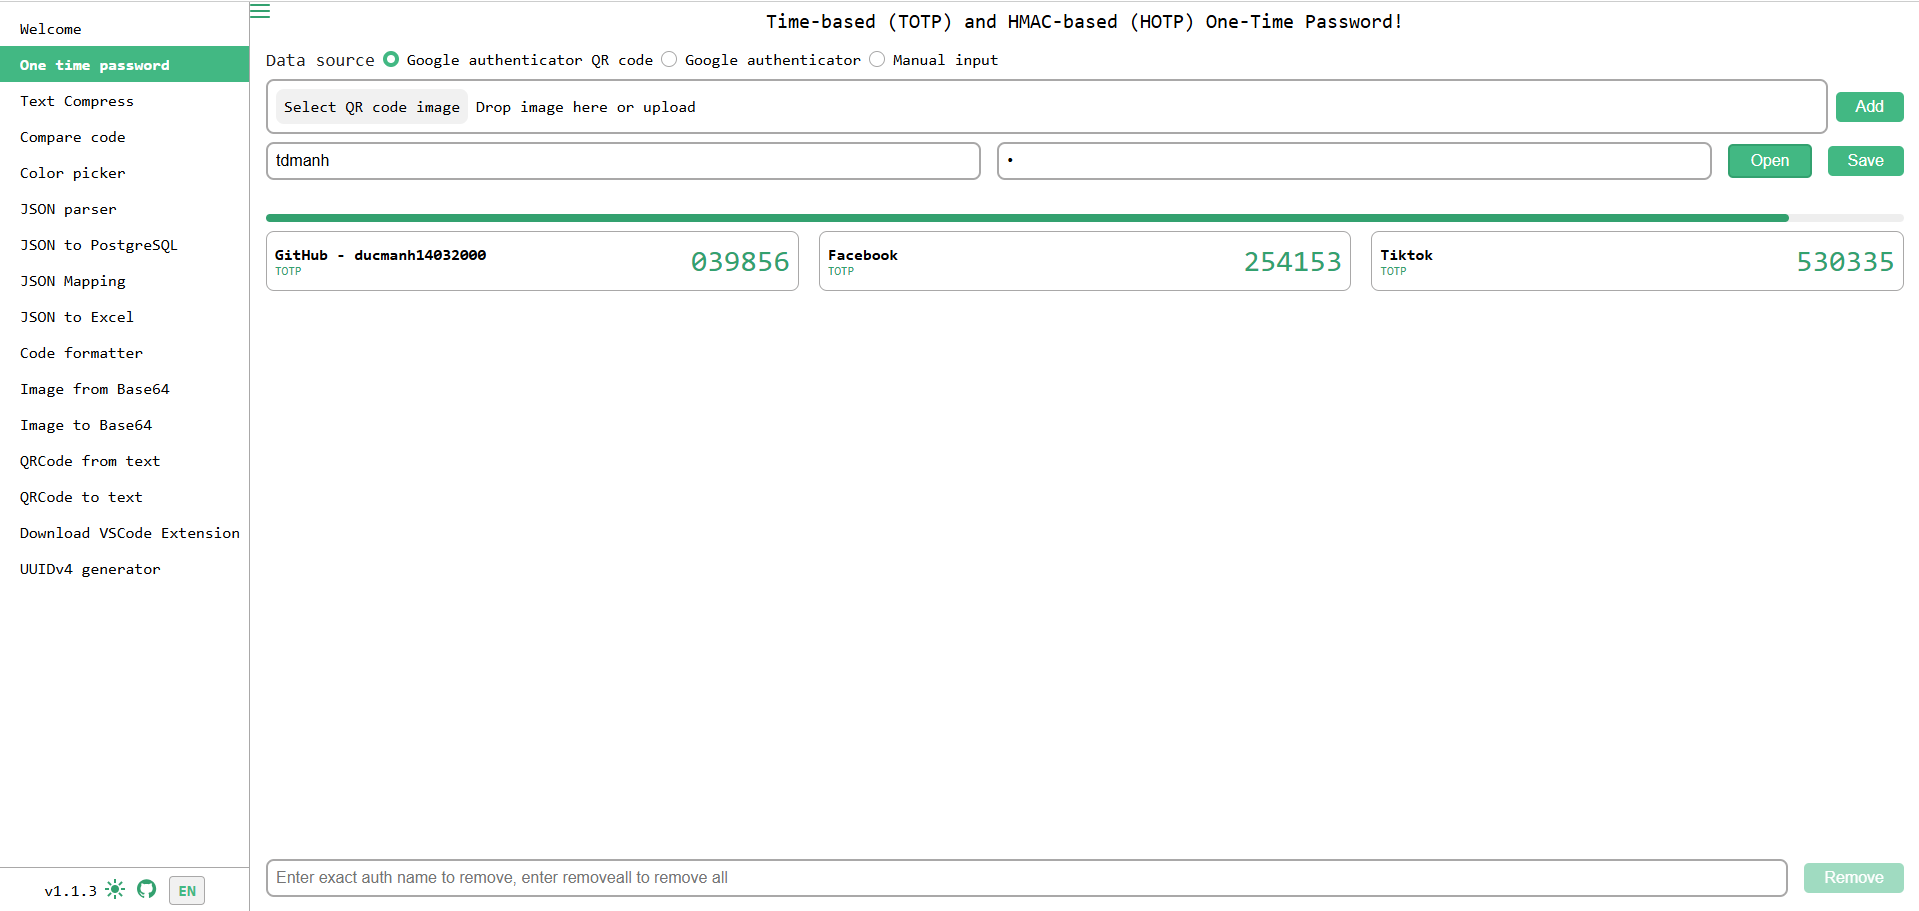 Welcome
One time password
Text Compress
Compare code
Color picker
JSON parser
JSON to PostgreSQL
JSON Mapping
JSON to Excel
Code formatter
Image from Base64
Image to Base64
QRCode from text
QRCode to text
Download VSCode Extension
UUIDv4 generator
v1.1.3 EN
Time-based (TOTP) and HMAC-based (HOTP) One-Time Password!
Data source Google authenticator QR code Google authenticator Manual input
Select QR code image Drop image here or upload Add
tdmanh • Open Save
GitHub - ducmanh14032000 039856
TOTP
Facebook 254153
TOTP
Tiktok 530335
TOTP
Enter exact auth name to remove, enter removeall to remove all Remove